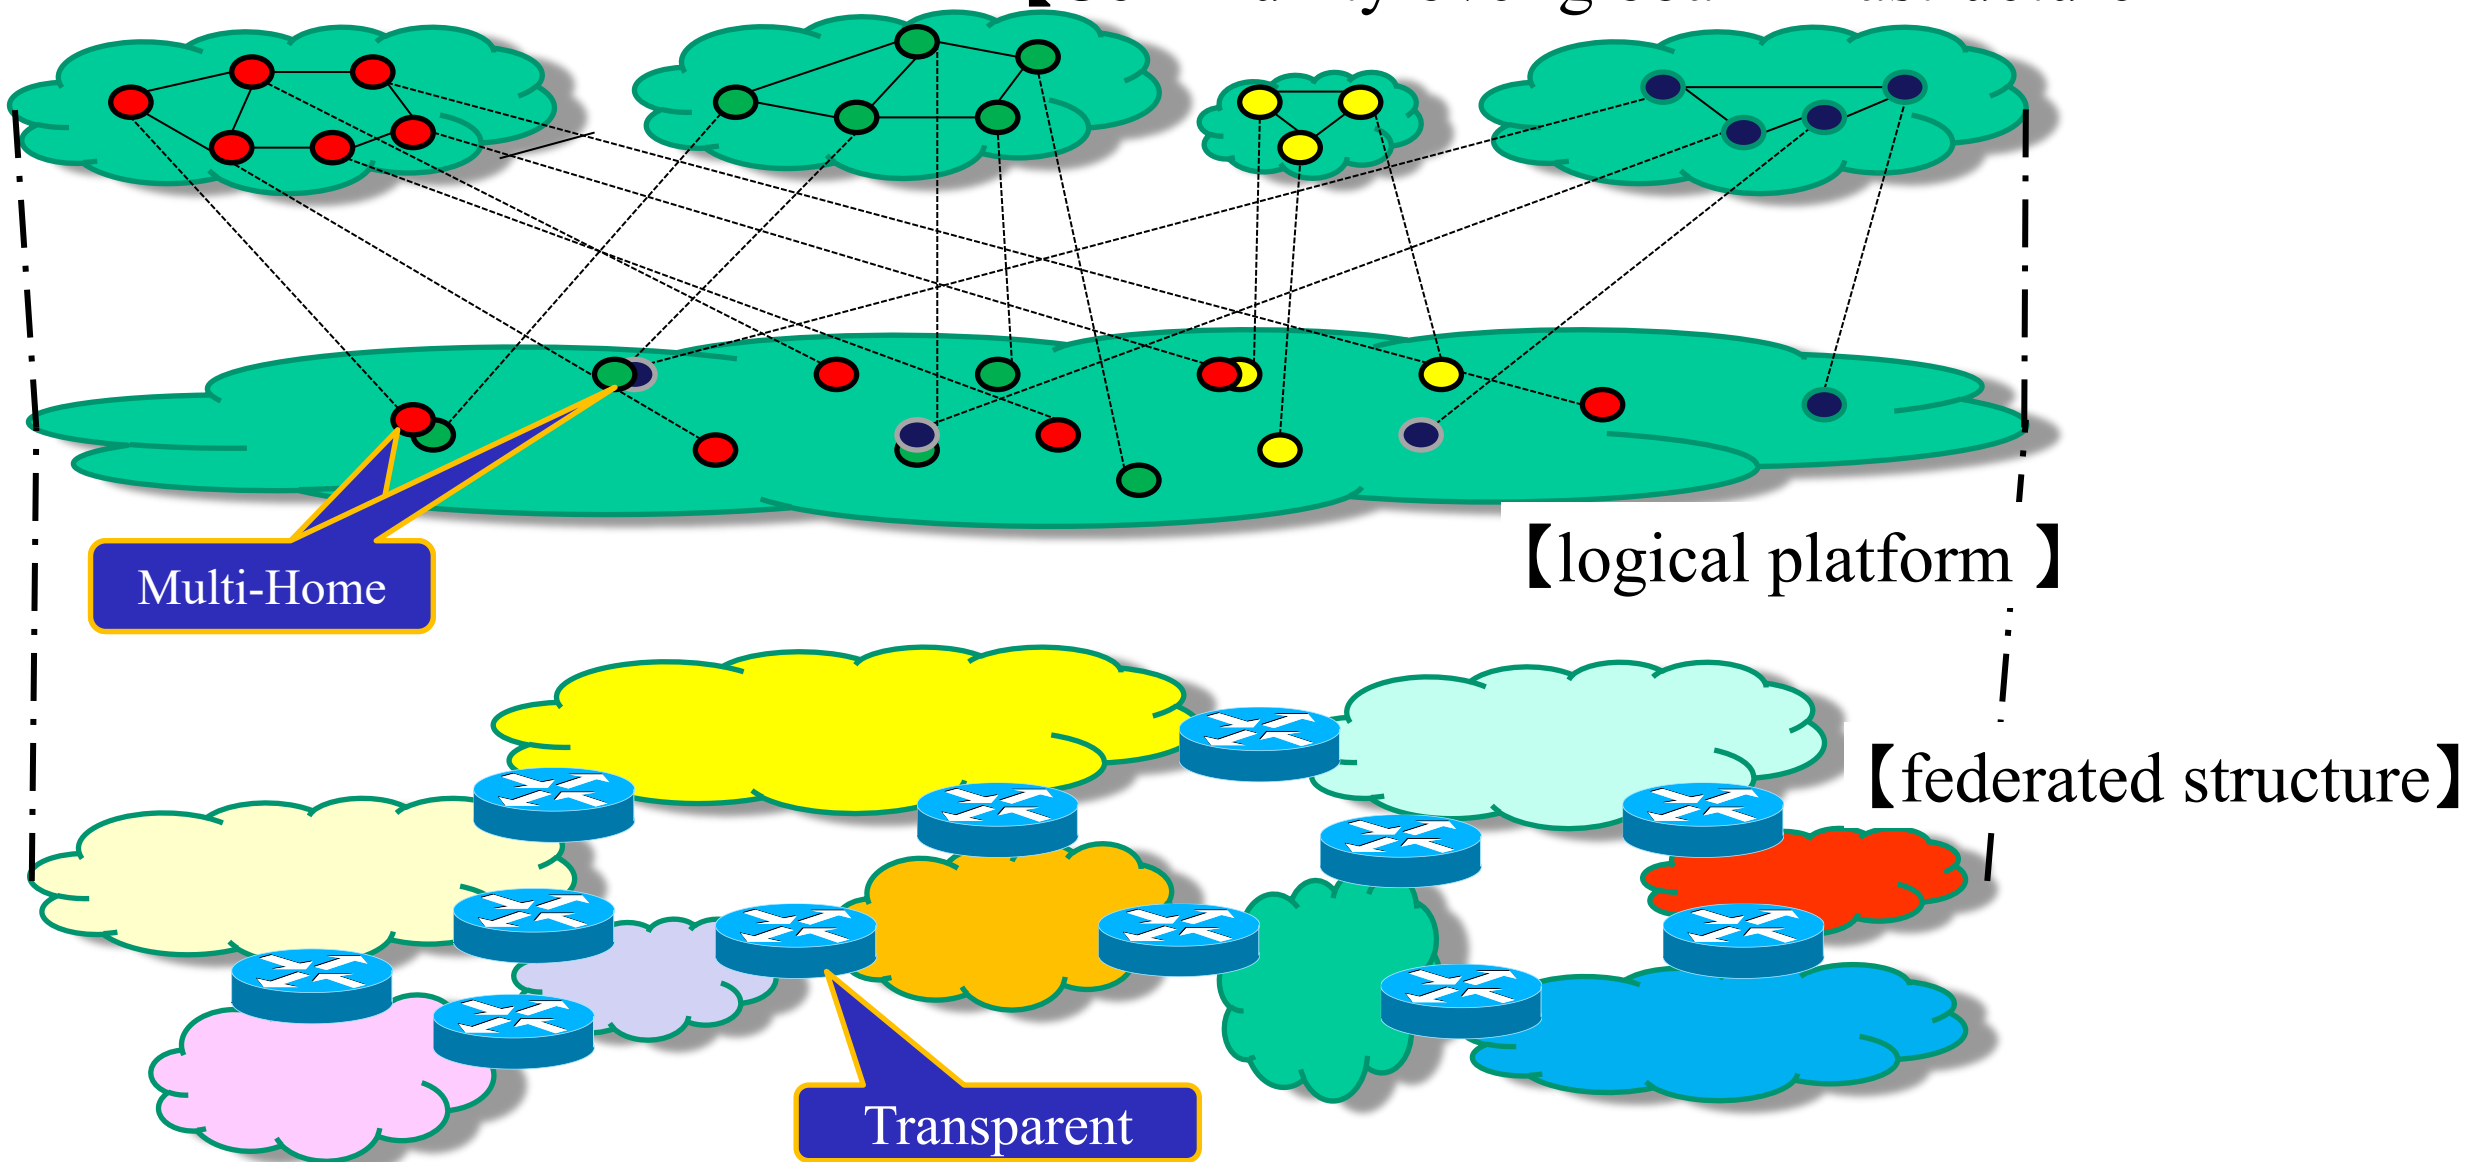 【logical platform 】
Multi-Home
【federated structure】
Transparent